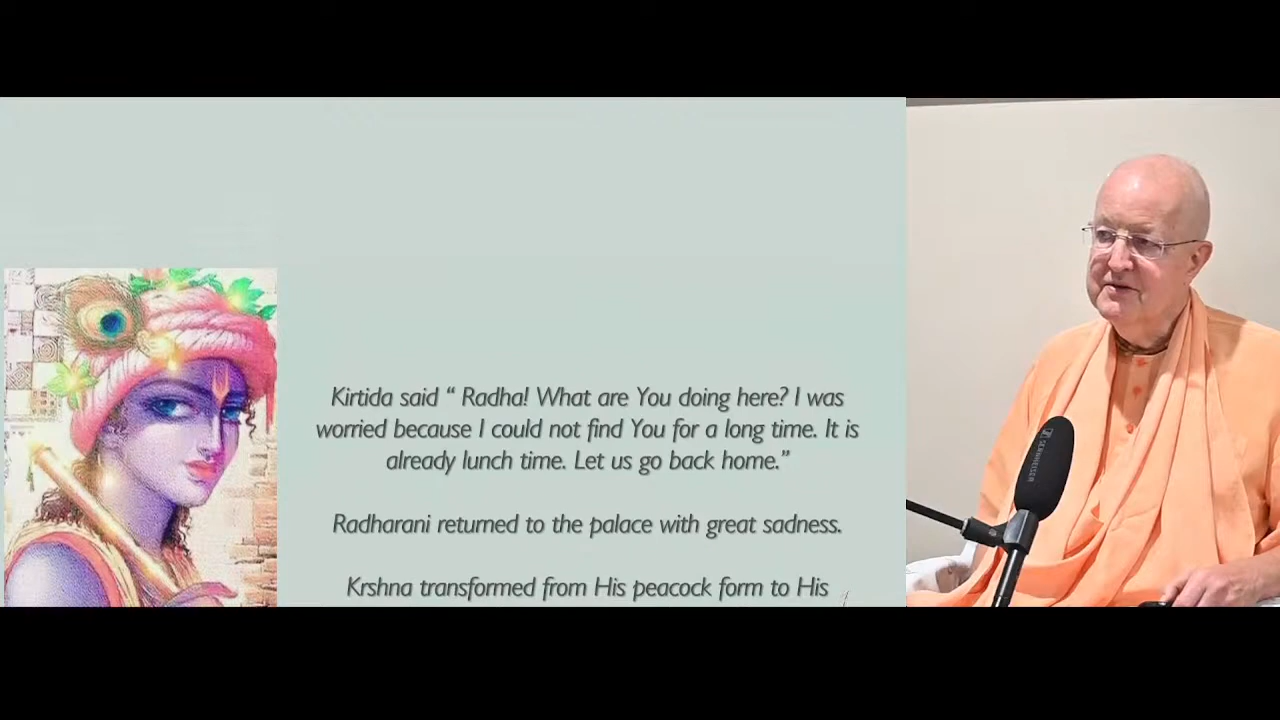 Kirtida said “ Radha! What are You doing here? I was
worried because I could not find You for a long time. It is
already lunch time. Let us go back home.”
Radharani returned to the palace with great sadness.
Krshna transformed from His peacock form to His
SENNHEISER